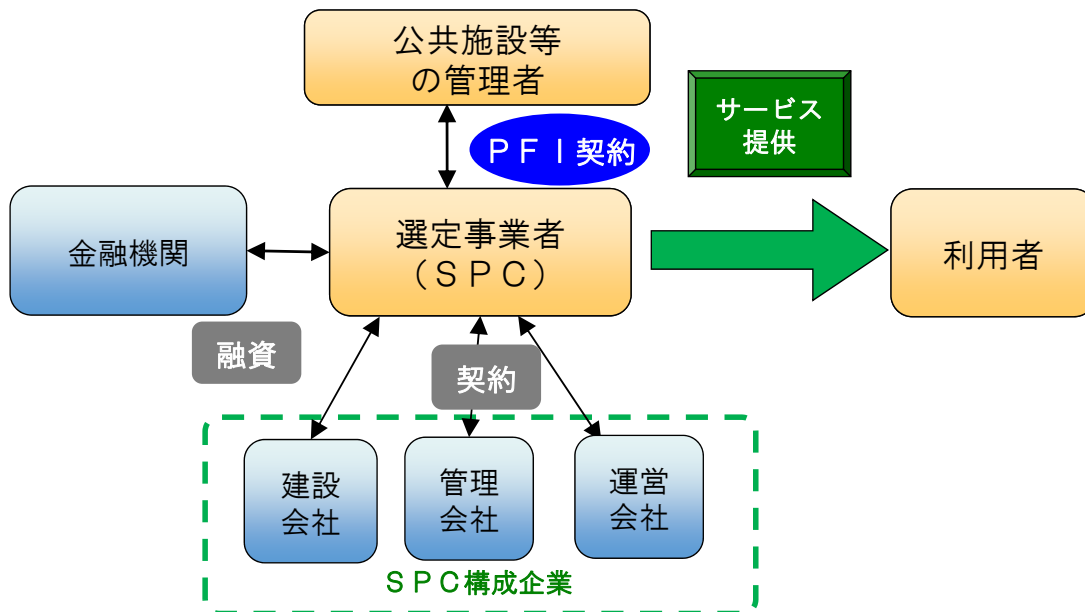 公共施設等
の管理者
サービス
提供
ＰＦＩ契約
金融機関
選定事業者
（ＳＰＣ）
利用者
融資
契約
建設
会社
管理
会社
運営
会社
ＳＰＣ構成企業